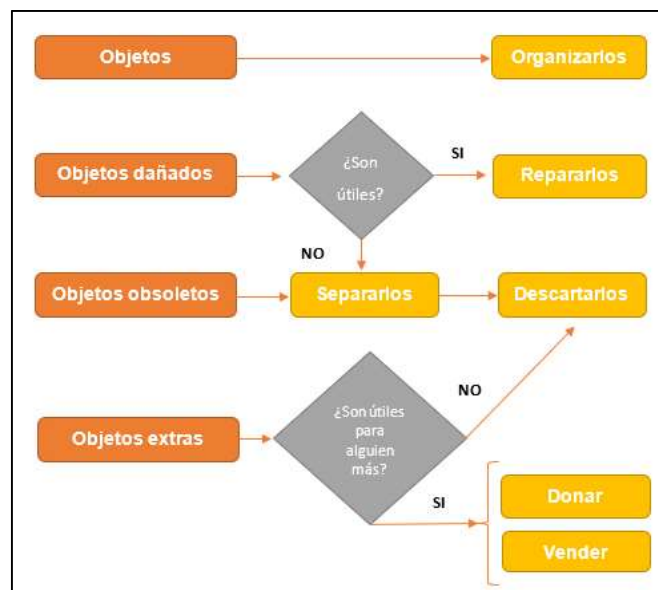 Objetos
Organizarlos
Objetos dañados
¿Son
útiles?
SI
Repararlos
NO
Objetos obsoletos
Separarlos
Descartarlos
Objetos extras
¿Son útiles
para
alguien
más?
NO
SI
Donar
Vender